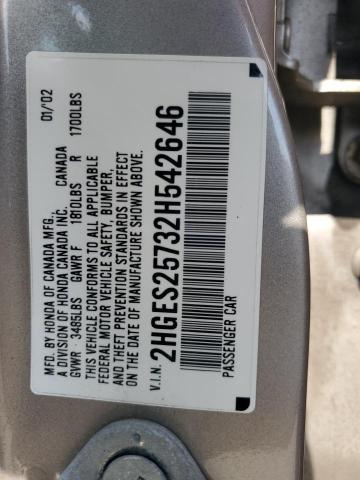 MFD. BY HONDA OF CANADA MFG., 01/02
A DIVISION OF HONDA CANADA INC. CANADA
GVWR 3485LBS GAWR F 1810LBS R 1700LBS
THIS VEHICLE CONFORMS TO ALL APPLICABLE
FEDERAL MOTOR VEHICLE SAFETY, BUMPER,
AND THEFT PREVENTION STANDARDS IN EFFECT
ON THE DATE OF MANUFACTURE SHOWN ABOVE.
V.I.N. 2HGES25732H542646
PASSENGER CAR